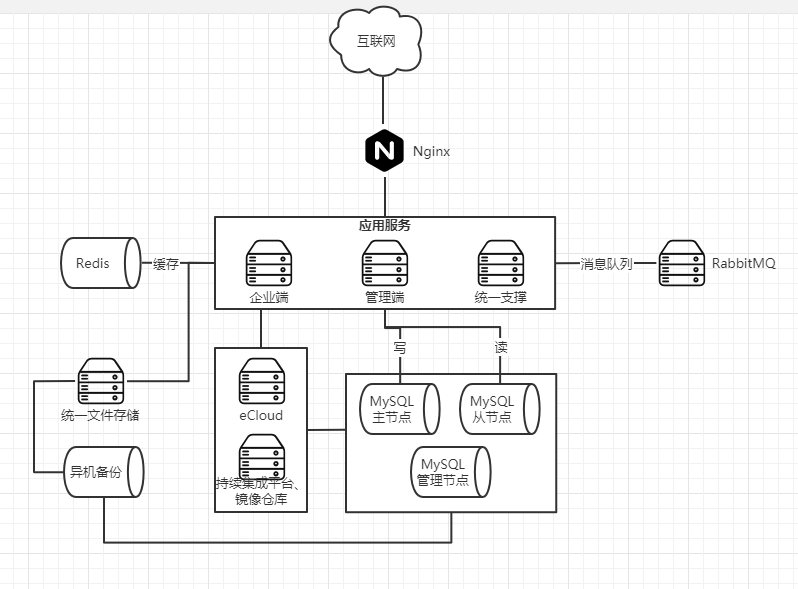 互联网
N
Nginx
应用服务
企业端
管理端
统一支撑
Redis
缓存
消息队列
RabbitMQ
写
读
统一文件存储
eCloud
MySQL
主节点
MySQL
从节点
MySQL
管理节点
异机备份
持续集成平台、
镜像仓库